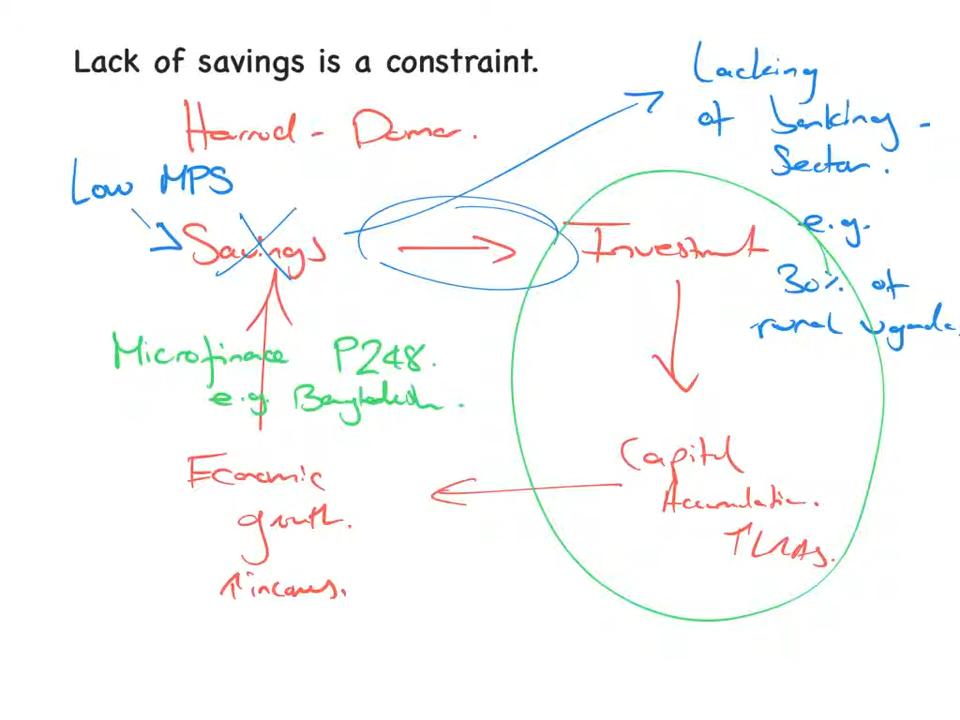 Lack of savings is a constraint.
Lacking
of banking -
Sector.
Harrod - Domar.
Low MPS
Savings
Investment
e.g.
30% of
rural Uganda
Microfinance P248.
e.g. Bangladesh.
Capital
Accumulation.
↑LRAS.
Economic
growth.
↑incomes.